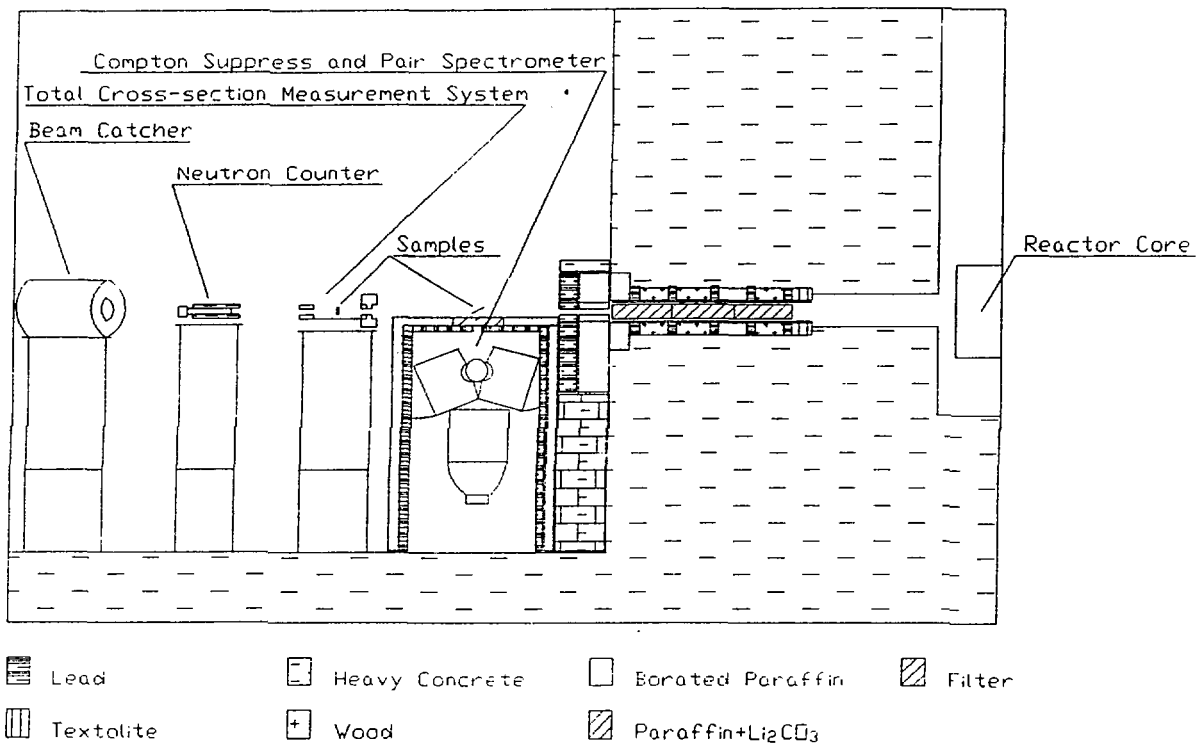 Compton Suppress and Pair Spectrometer
Total Cross-section Measurement System
Beam Catcher
Neutron Counter
Samples
Reactor Core
Lead
Heavy Concrete
Borated Paraffin
Filter
Textolite
Wood
Paraffin+Li₂CO₃